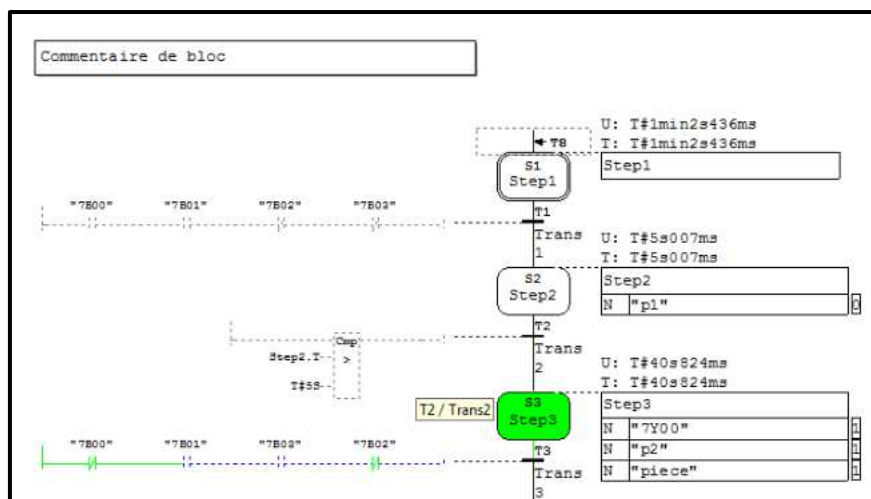 Commentaire de bloc
T8
U: T#1min2s436ms
T: T#1min2s436ms
S1
Step1
Step1
"7B00" "7B01" "7B02" "7B03"
T1
Trans
1
U: T#5s007ms
T: T#5s007ms
S2
Step2
Step2
N "p1" 0
T2
Trans
2
Cmp
Step2.T
>
T#5S
U: T#40s824ms
T: T#40s824ms
T2 / Trans2
S3
Step3
Step3
N "7Y00" 1
N "p2" 1
N "piece" 1
"7B00" "7B01" "7B03" "7B02"
T3
Trans
3